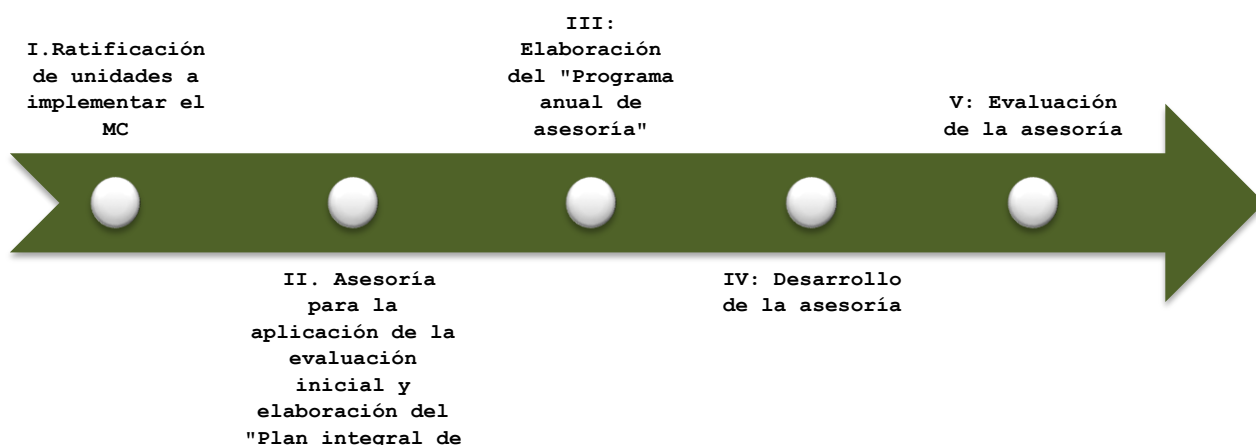 I.Ratificación
de unidades a
implementar el
MC
II. Asesoría
para la
aplicación de la
evaluación
inicial y
elaboración del
"Plan integral de
III:
Elaboración
del "Programa
anual de
asesoría"
IV: Desarrollo
de la asesoría
V: Evaluación
de la asesoría